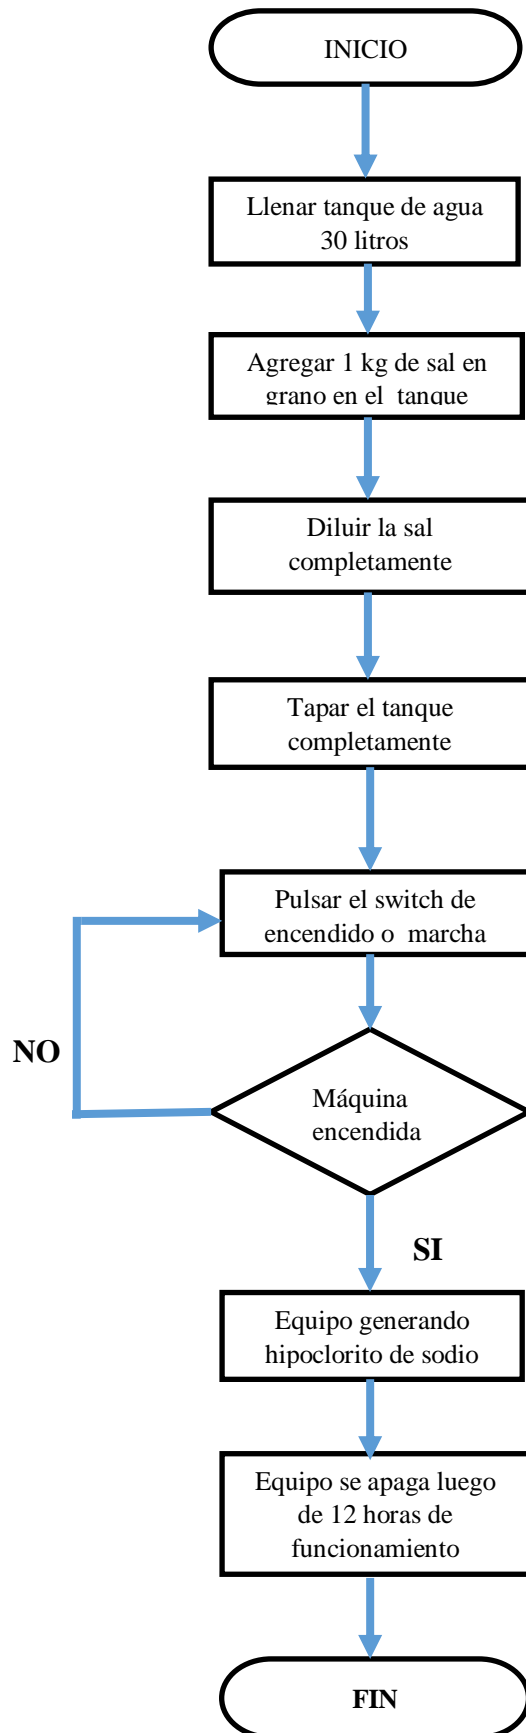 INICIO
Llenar tanque de agua
30 litros
Agregar 1 kg de sal en
grano en el tanque
Diluir la sal
completamente
Tapar el tanque
completamente
Pulsar el switch de
encendido o marcha
NO
Máquina
encendida
SI
Equipo generando
hipoclorito de sodio
Equipo se apaga luego
de 12 horas de
funcionamiento
FIN